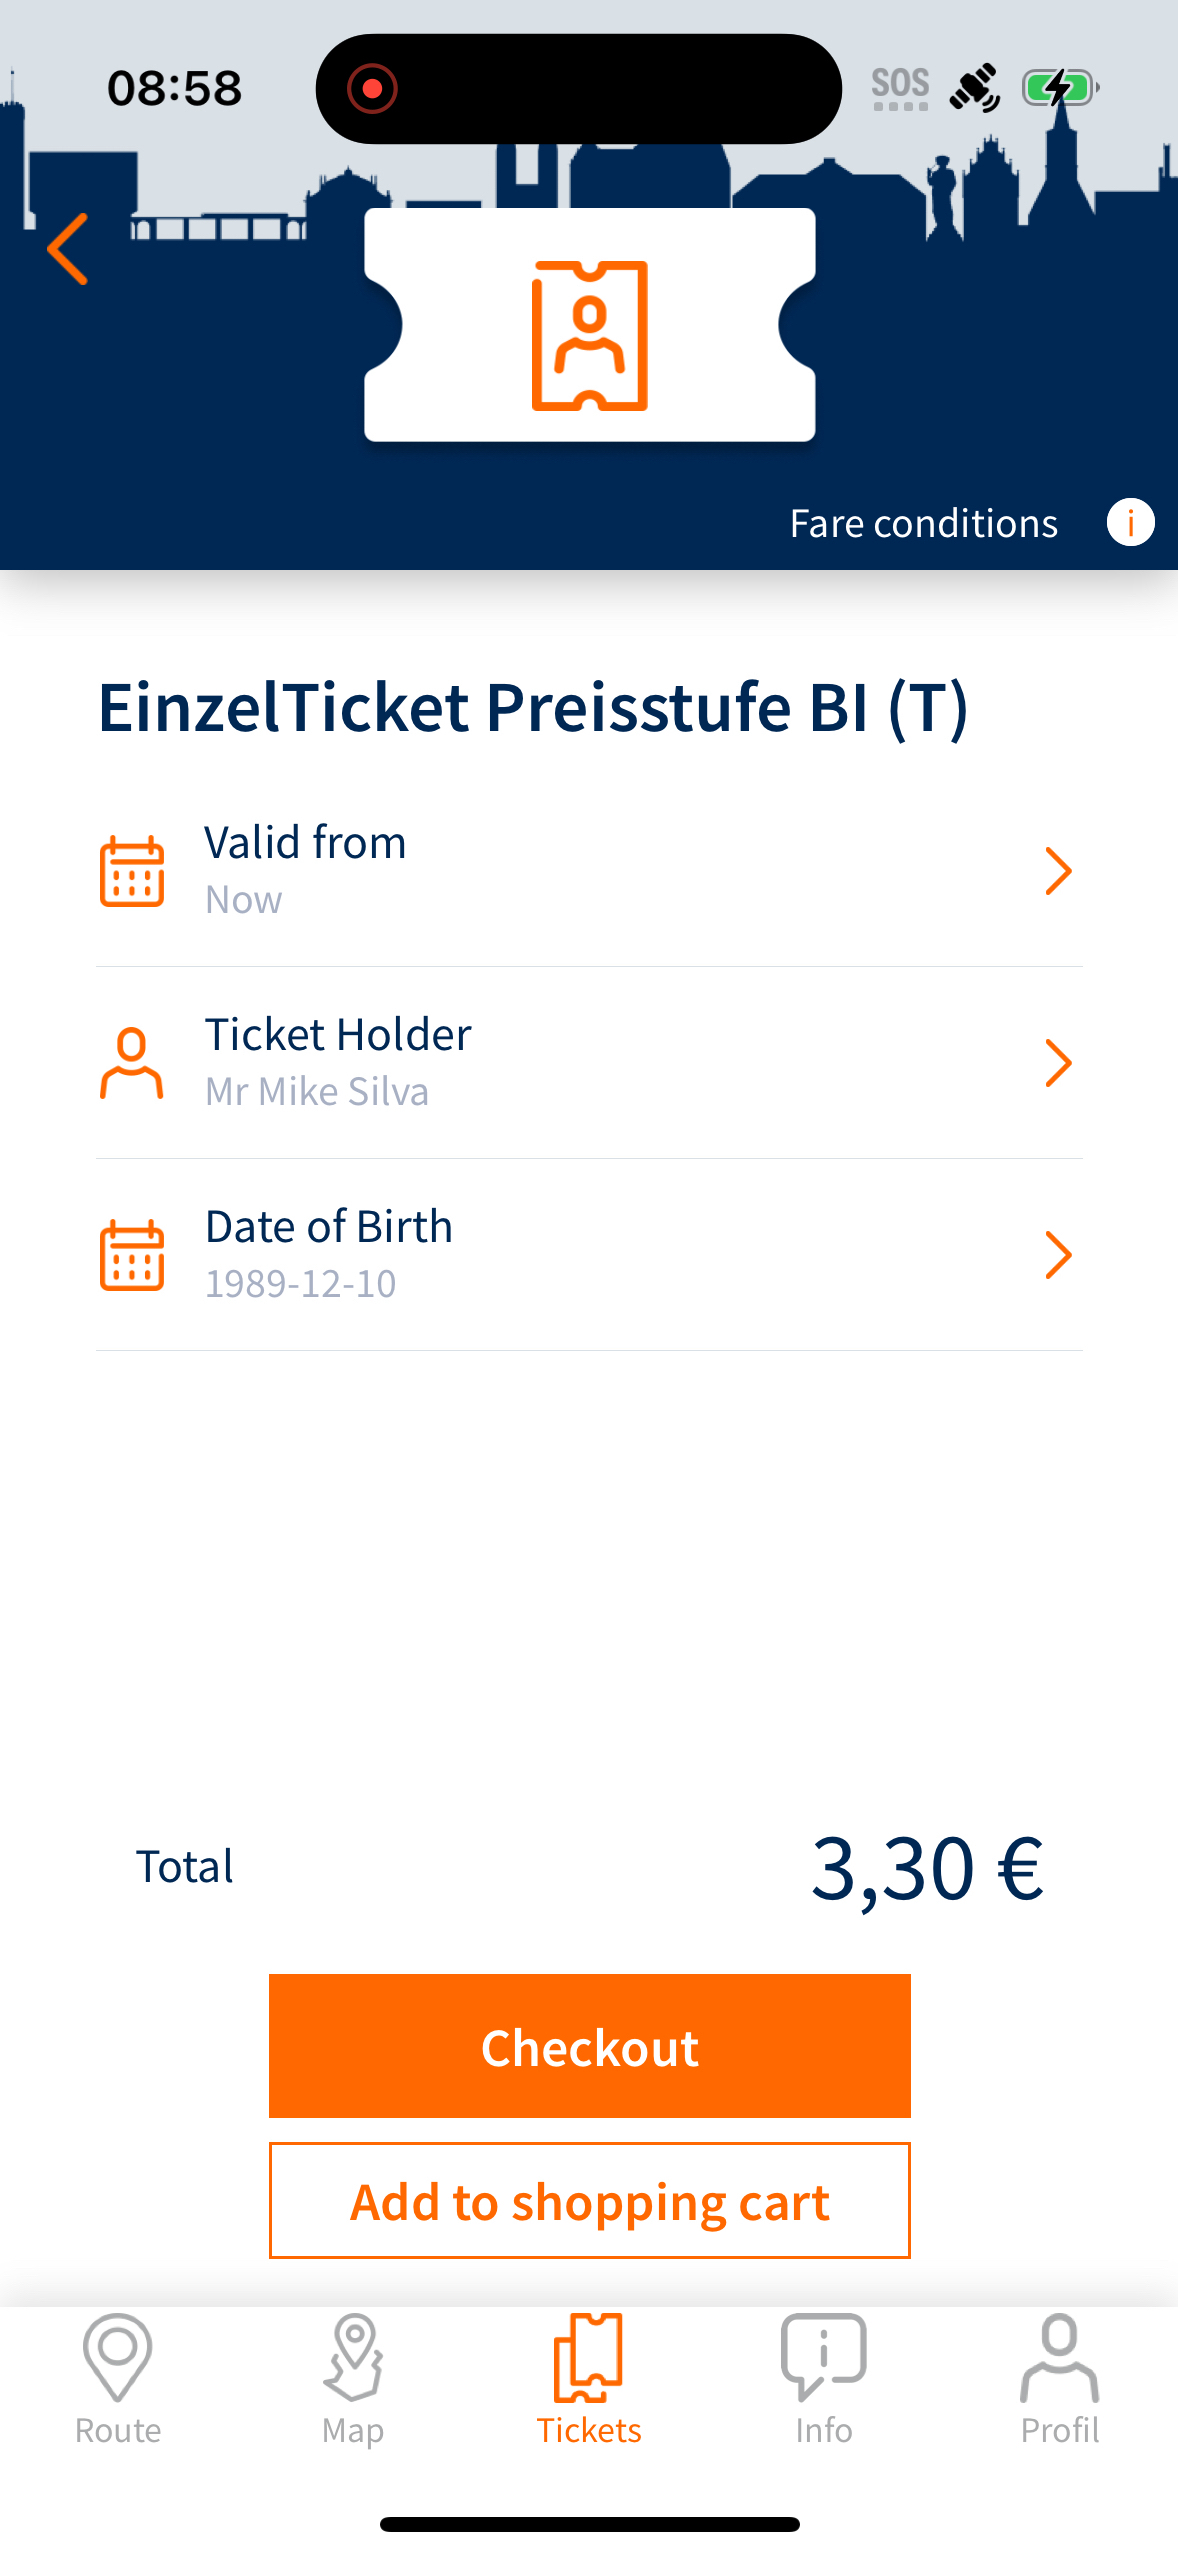 08:58
SOS
Fare conditions
i
EinzelTicket Preisstufe BI (T)
Valid from
Now
Ticket Holder
Mr Mike Silva
Date of Birth
1989-12-10
Total
3,30 €
Checkout
Add to shopping cart
Route
Map
Tickets
Info
Profil